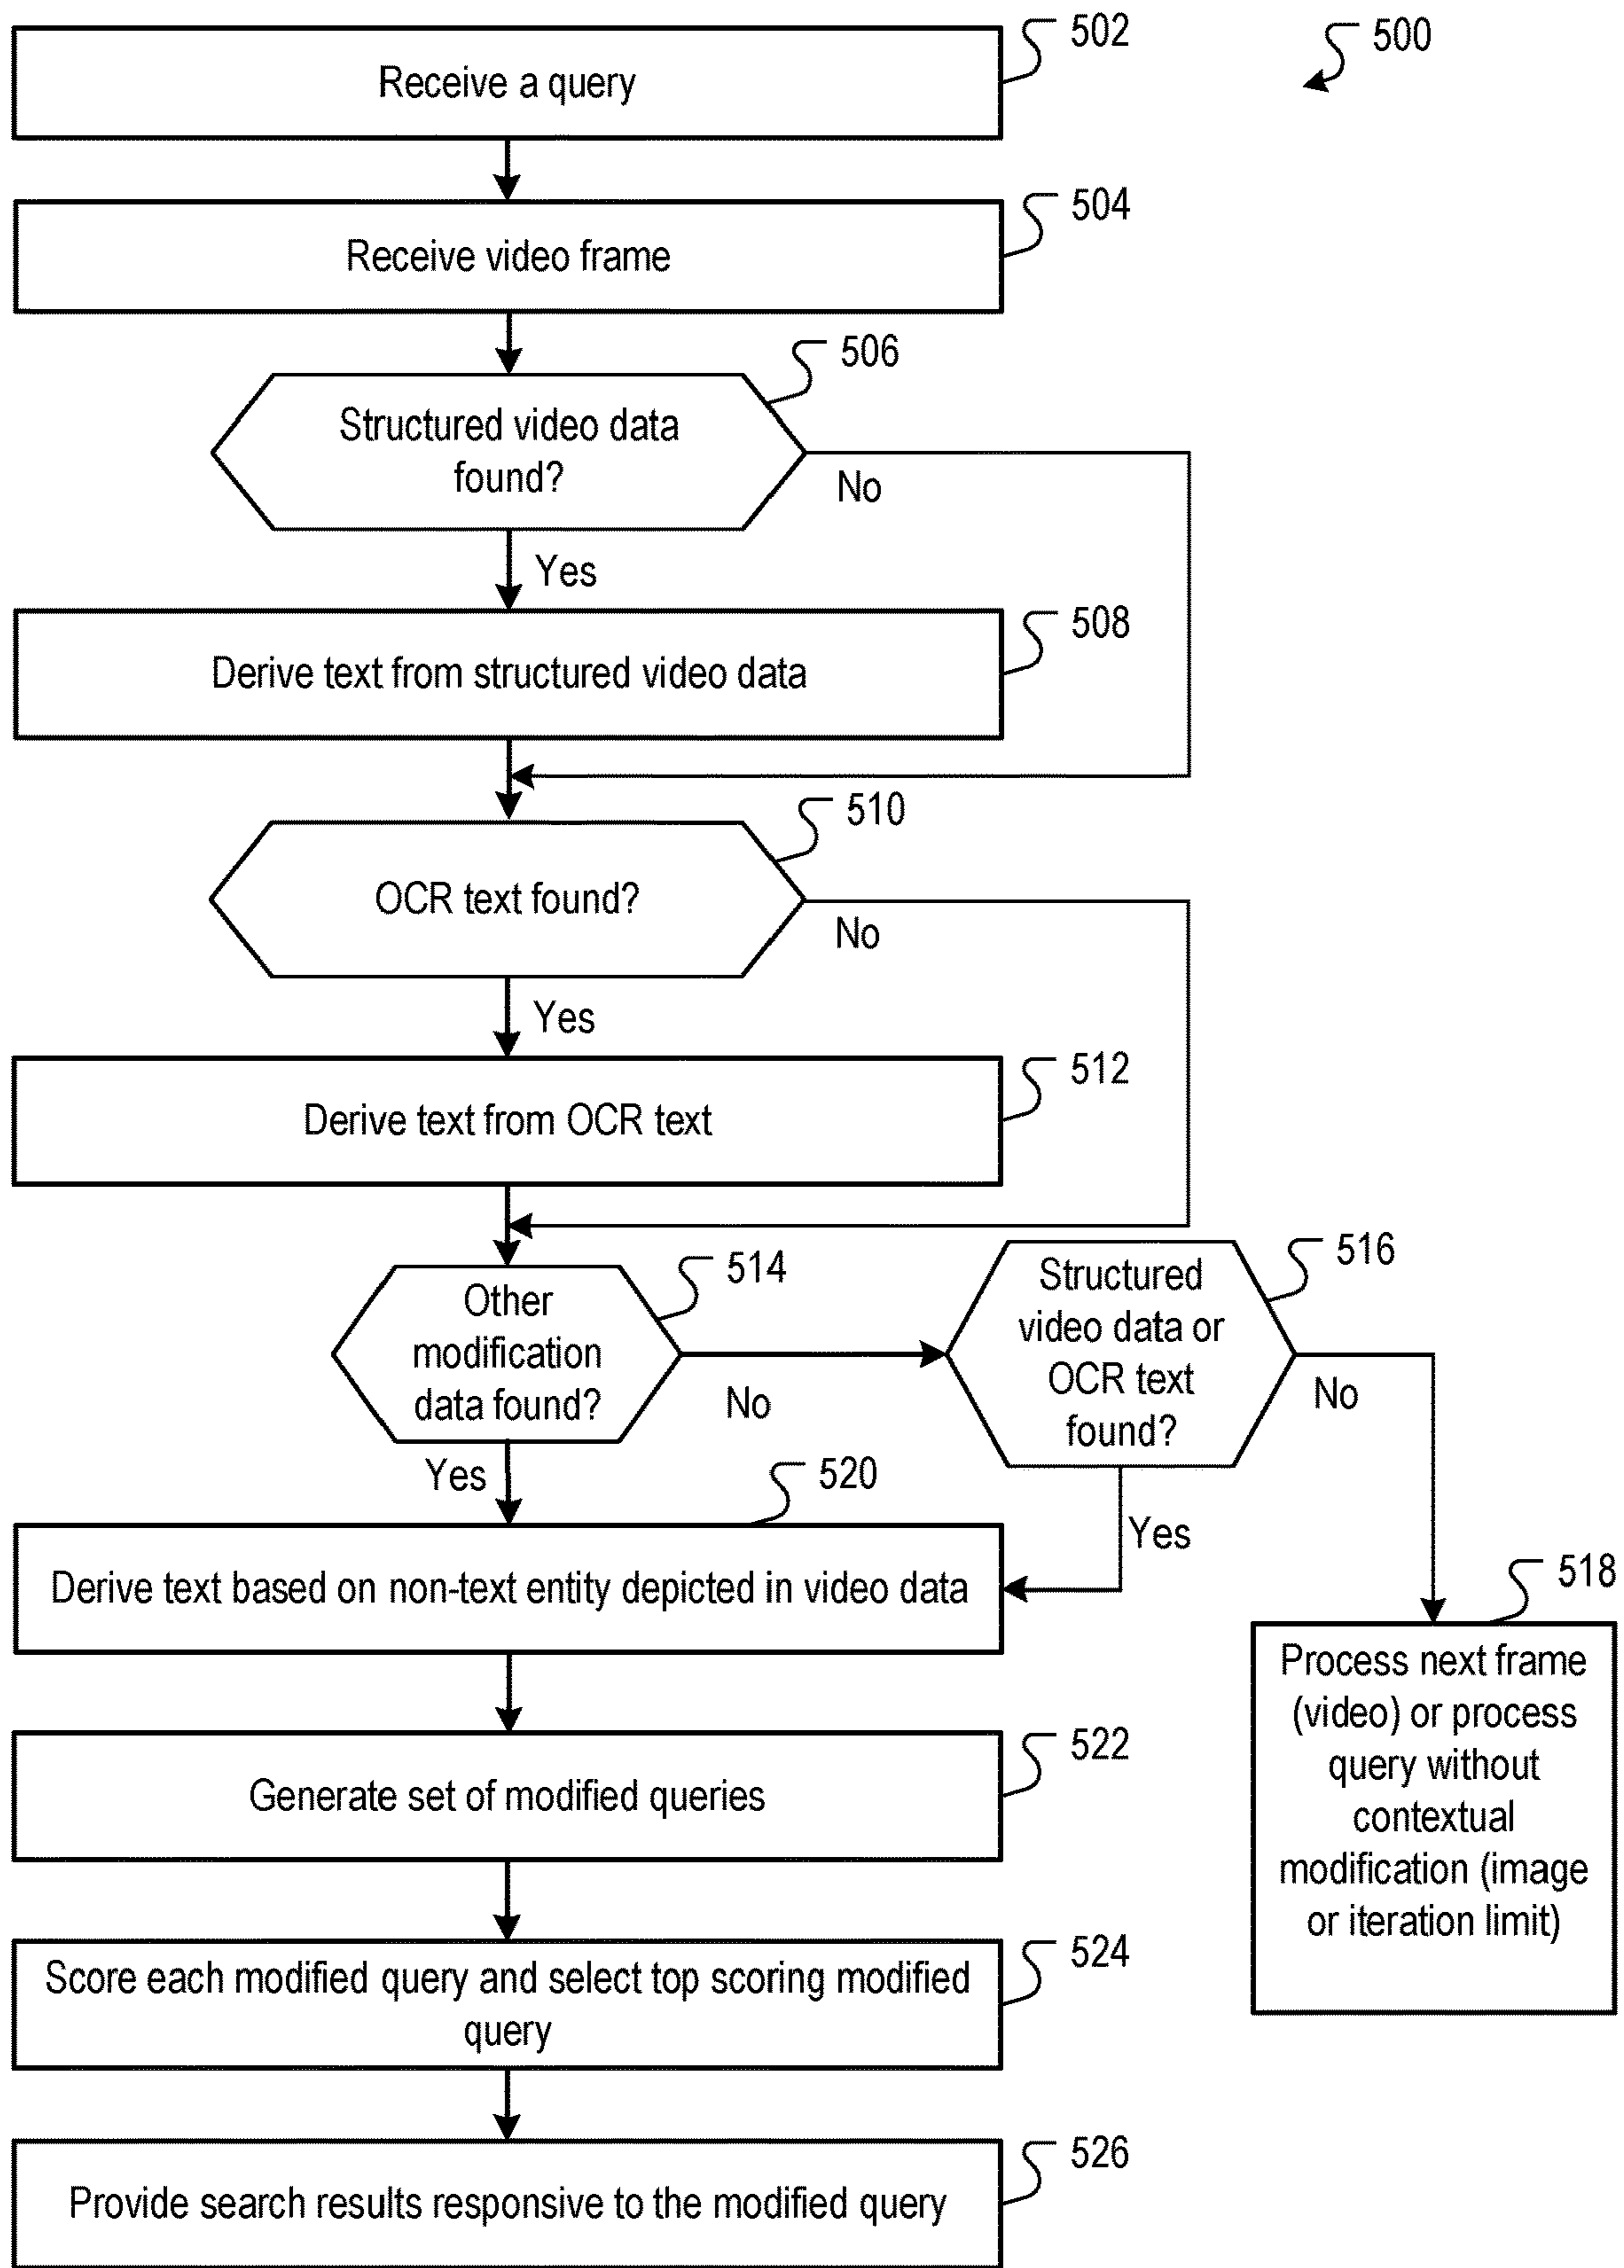 502
500
Receive a query
504
Receive video frame
506
Structured video data
found?
No
Yes
508
Derive text from structured video data
510
OCR text found?
No
Yes
512
Derive text from OCR text
514
Other
modification
data found?
No
Yes
516
Structured
video data or
OCR text
found?
No
Yes
520
Derive text based on non-text entity depicted in video data
518
Process next frame
(video) or process
query without
contextual
modification (image
or iteration limit)
522
Generate set of modified queries
524
Score each modified query and select top scoring modified
query
526
Provide search results responsive to the modified query